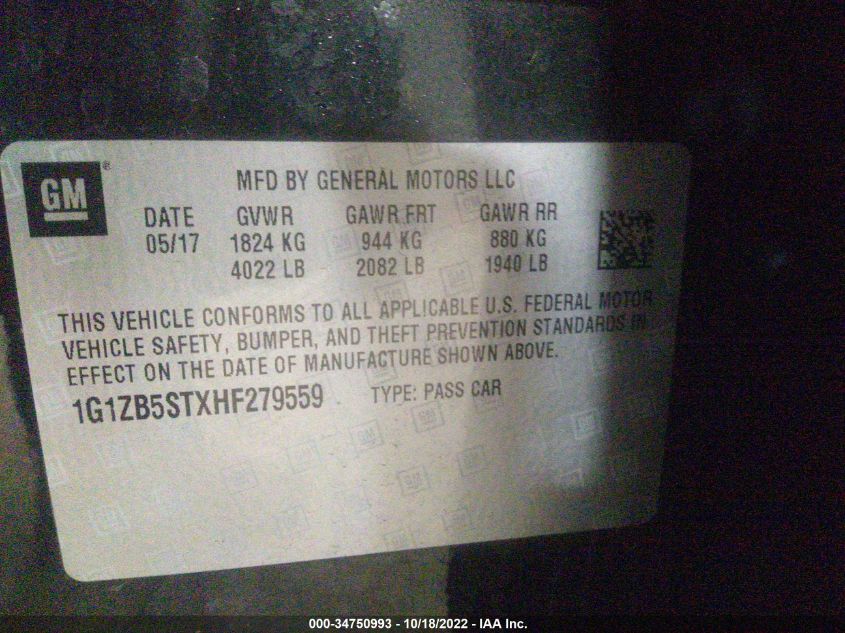 GM ®
MFD BY GENERAL MOTORS LLC
DATE GVWR GAWR FRT GAWR RR
05/17 1824 KG 944 KG 880 KG
4022 LB 2082 LB 1940 LB
THIS VEHICLE CONFORMS TO ALL APPLICABLE U.S. FEDERAL MOTOR
VEHICLE SAFETY, BUMPER, AND THEFT PREVENTION STANDARDS IN
EFFECT ON THE DATE OF MANUFACTURE SHOWN ABOVE.
1G1ZB5STXHF279559 TYPE: PASS CAR
000-34750993 - 10/18/2022 - IAA Inc.